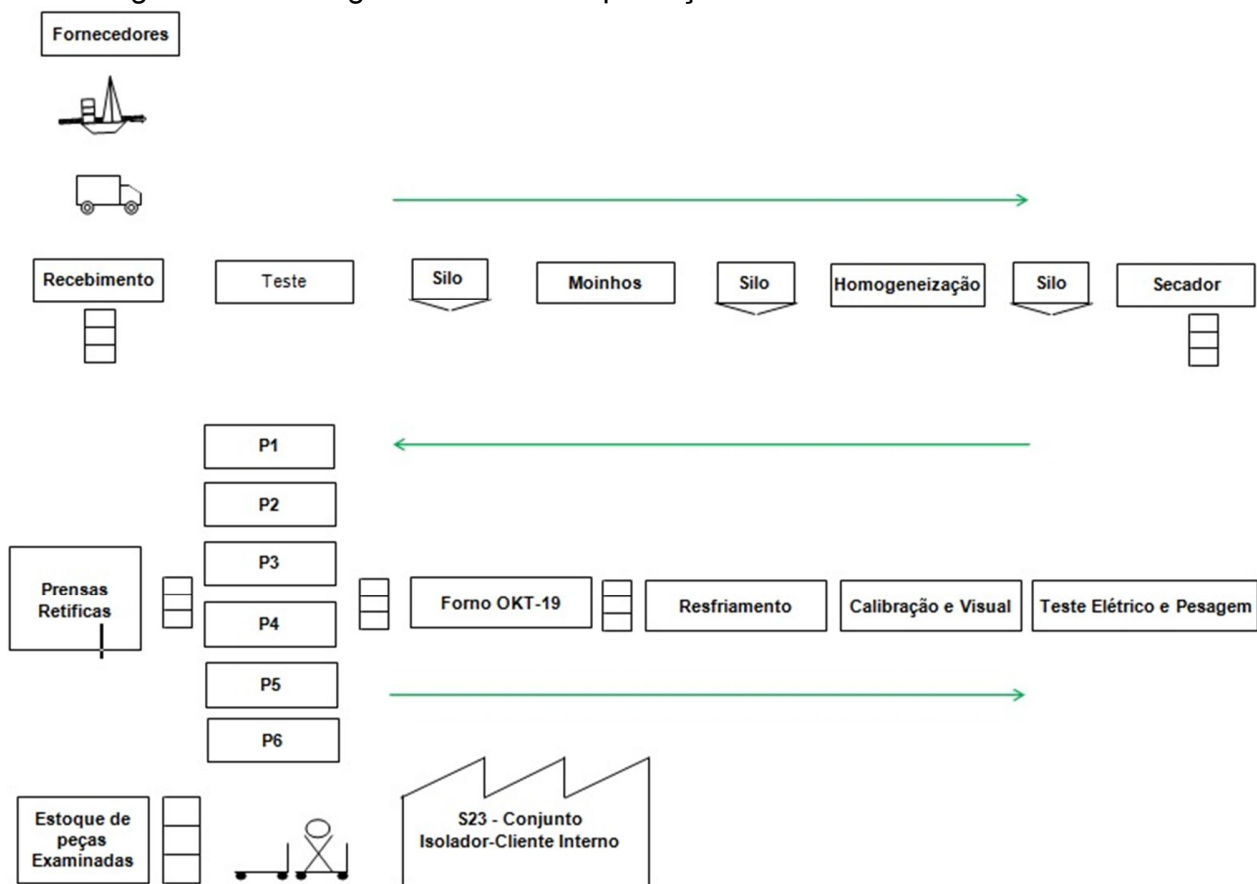 Fornecedores
Recebimento
Teste
Silo
Moinhos
Silo
Homogeneização
Silo
Secador
P1
P2
P3
P4
P5
P6
Prensas
Retíficas
Forno OKT-19
Resfriamento
Calibração e Visual
Teste Elétrico e Pesagem
Estoque de
peças
Examinadas
S23 - Conjunto
Isolador-Cliente Interno